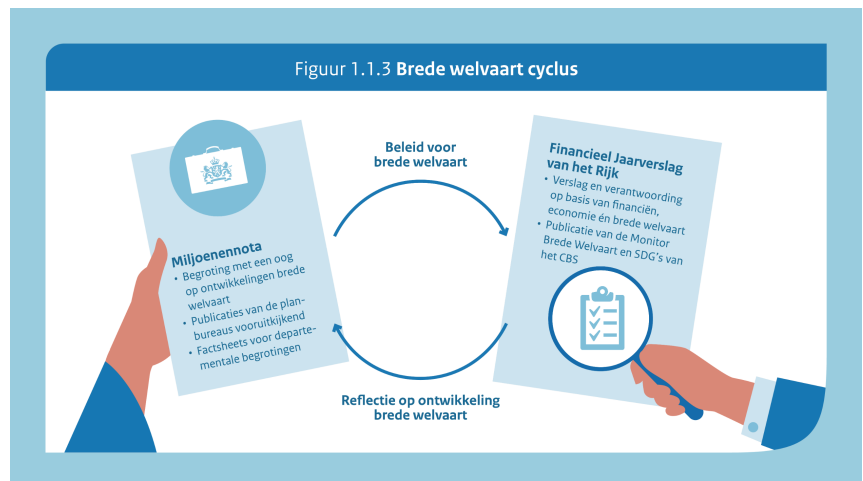 Figuur 1.1.3 Brede welvaart cyclus
Miljoenennota
• Begroting met een oog
op ontwikkelingen brede
welvaart
• Publicaties van de plan-
bureaus vooruitkijkend
• Factsheets voor departe-
mentale begrotingen
Beleid voor
brede welvaart
Reflectie op ontwikkeling
brede welvaart
Financieel Jaarverslag
van het Rijk
• Verslag en verantwoording
op basis van financiën,
economie én brede welvaart
• Publicatie van de Monitor
Brede Welvaart en SDG's van
het CBS